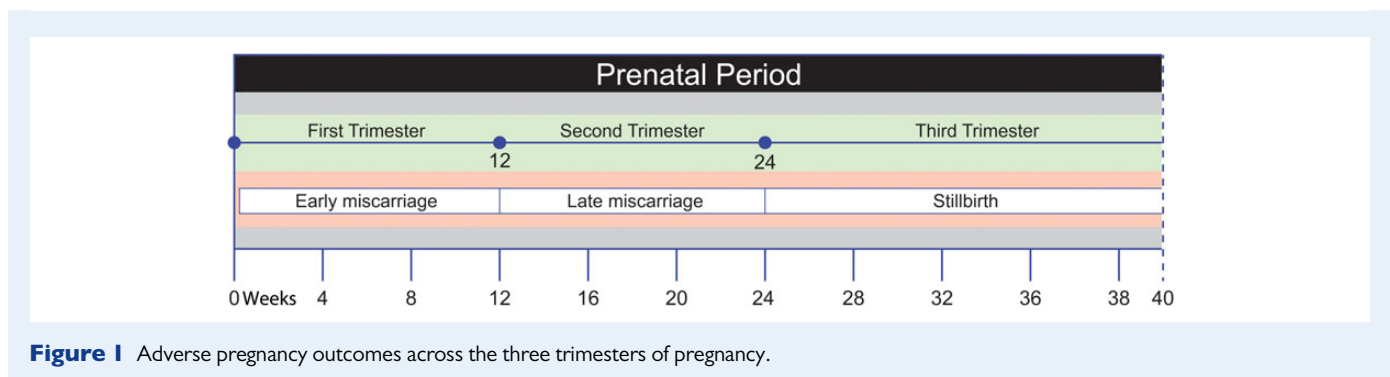 Prenatal Period
First Trimester Second Trimester Third Trimester
12 24
Early miscarriage Late miscarriage Stillbirth
0 Weeks 4 8 12 16 20 24 28 32 36 38 40
Figure 1 Adverse pregnancy outcomes across the three trimesters of pregnancy.